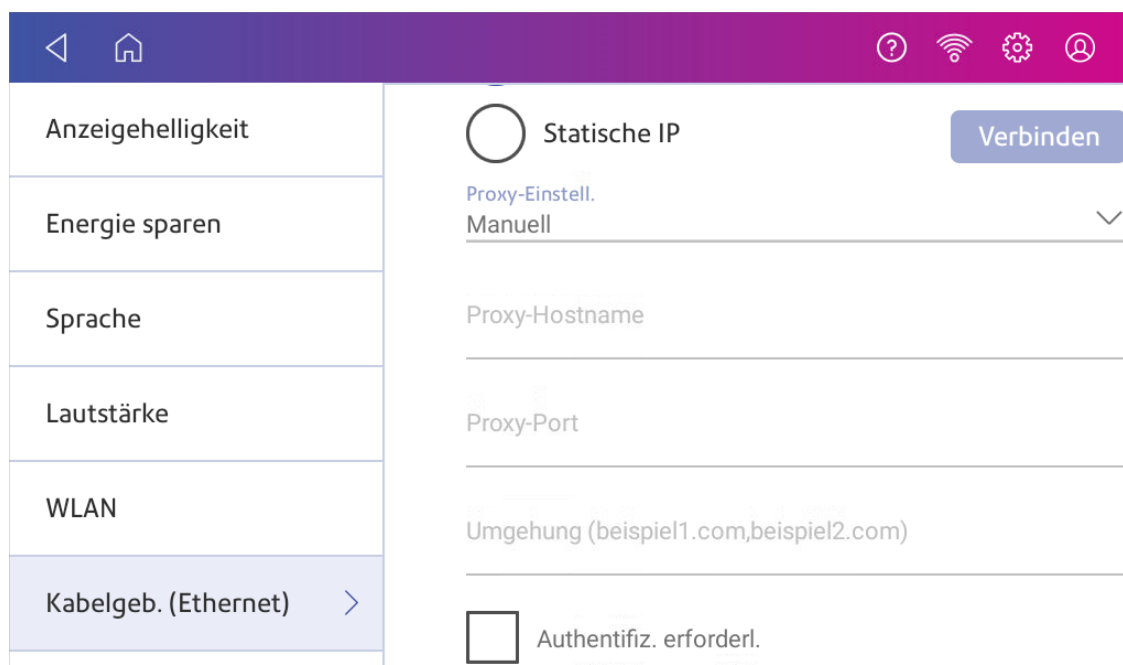 Anzeigehelligkeit
Energie sparen
Sprache
Lautstärke
WLAN
Kabelgeb. (Ethernet)
Statische IP
Verbinden
Proxy-Einstell.
Manuell
Proxy-Hostname
Proxy-Port
Umgehung (beispiel1.com,beispiel2.com)
Authentifiz. erforderl.